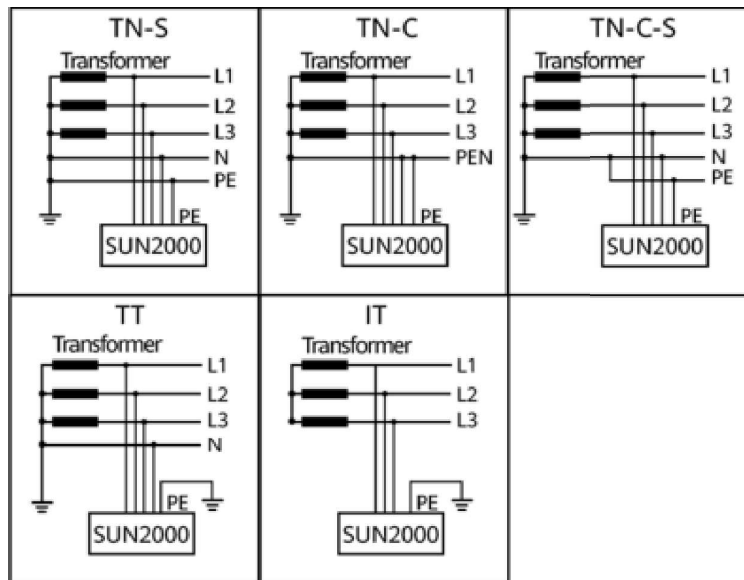 TN-S
Transformer
L1
L2
L3
N
PE
PE
SUN2000
TN-C
Transformer
L1
L2
L3
PEN
PE
SUN2000
TN-C-S
Transformer
L1
L2
L3
N
PE
PE
SUN2000
TT
Transformer
L1
L2
L3
N
PE
SUN2000
IT
Transformer
L1
L2
L3
PE
SUN2000